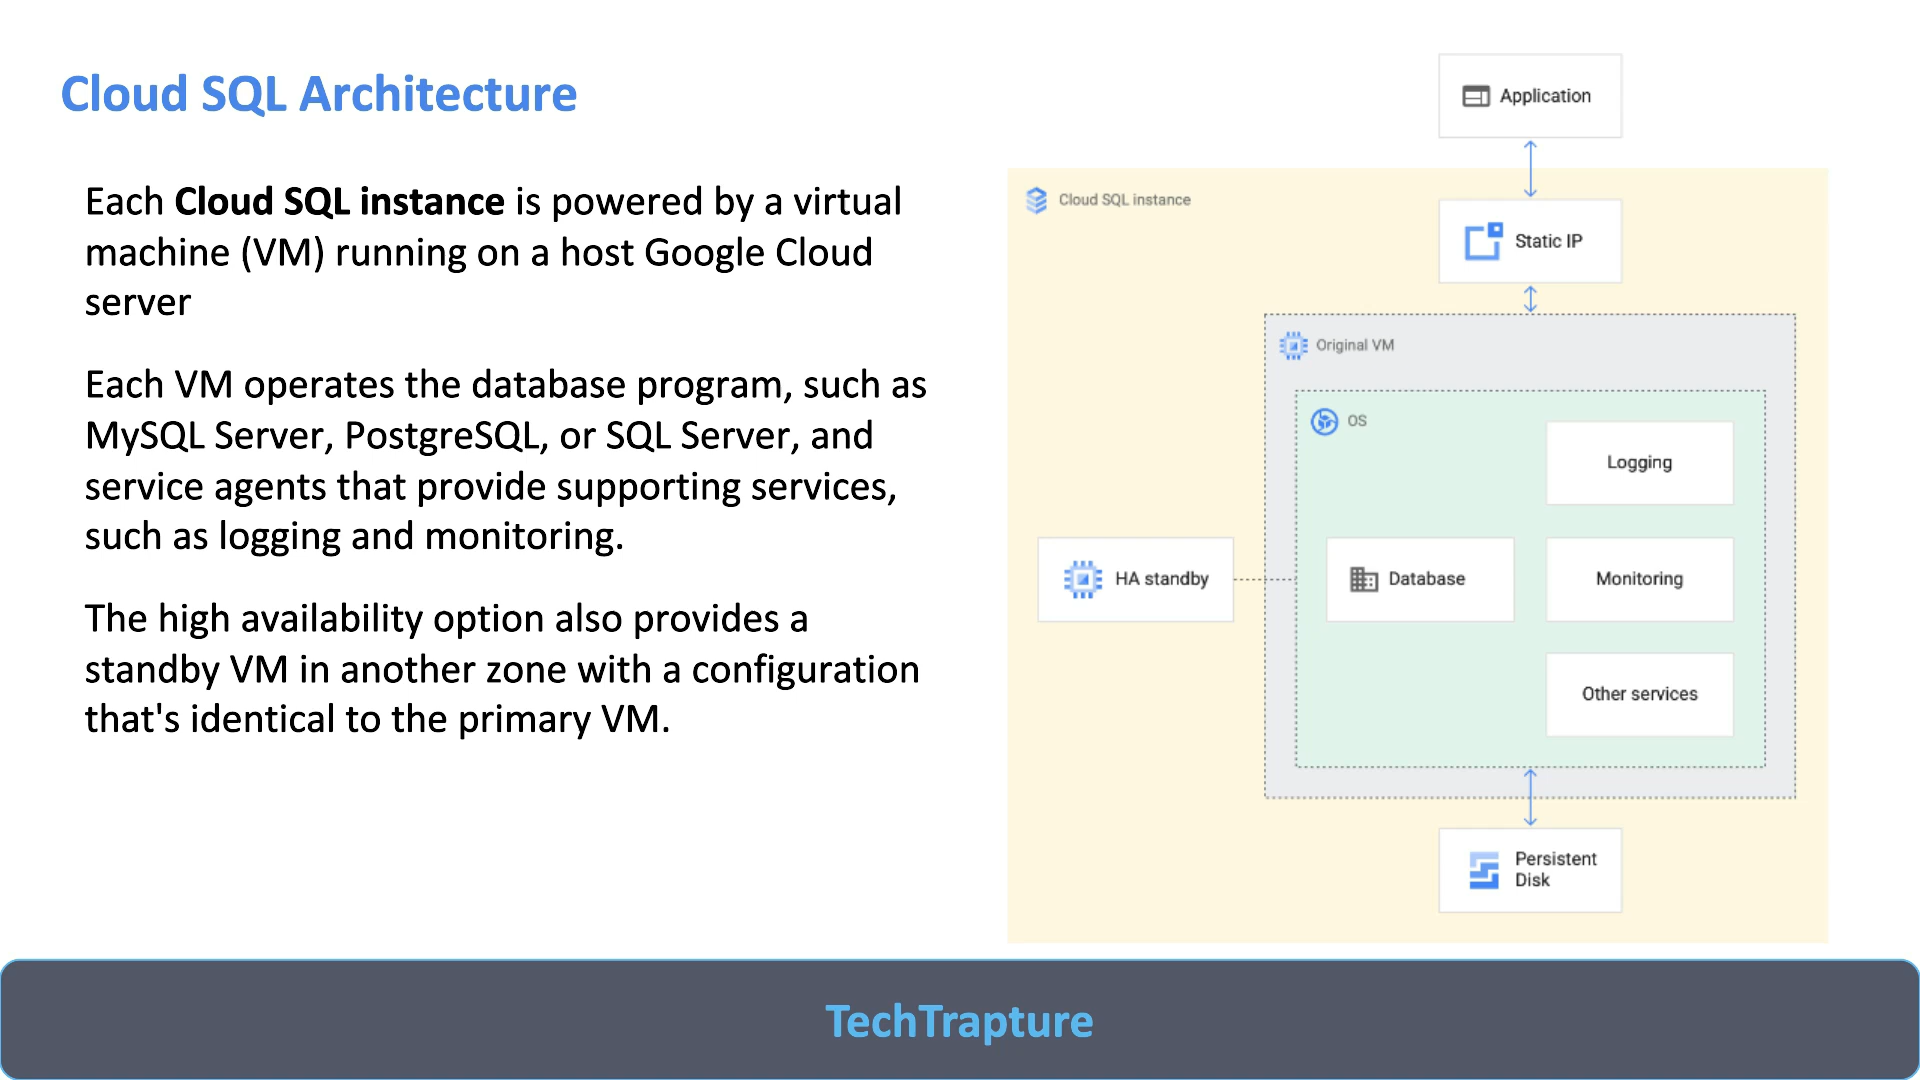 Cloud SQL Architecture
Each Cloud SQL instance is powered by a virtual
machine (VM) running on a host Google Cloud
server
Each VM operates the database program, such as
MySQL Server, PostgreSQL, or SQL Server, and
service agents that provide supporting services,
such as logging and monitoring.
The high availability option also provides a
standby VM in another zone with a configuration
that's identical to the primary VM.
Application
Cloud SQL instance
Static IP
Original VM
OS
Logging
HA standby
Database
Monitoring
Other services
Persistent
Disk
TechTrapture